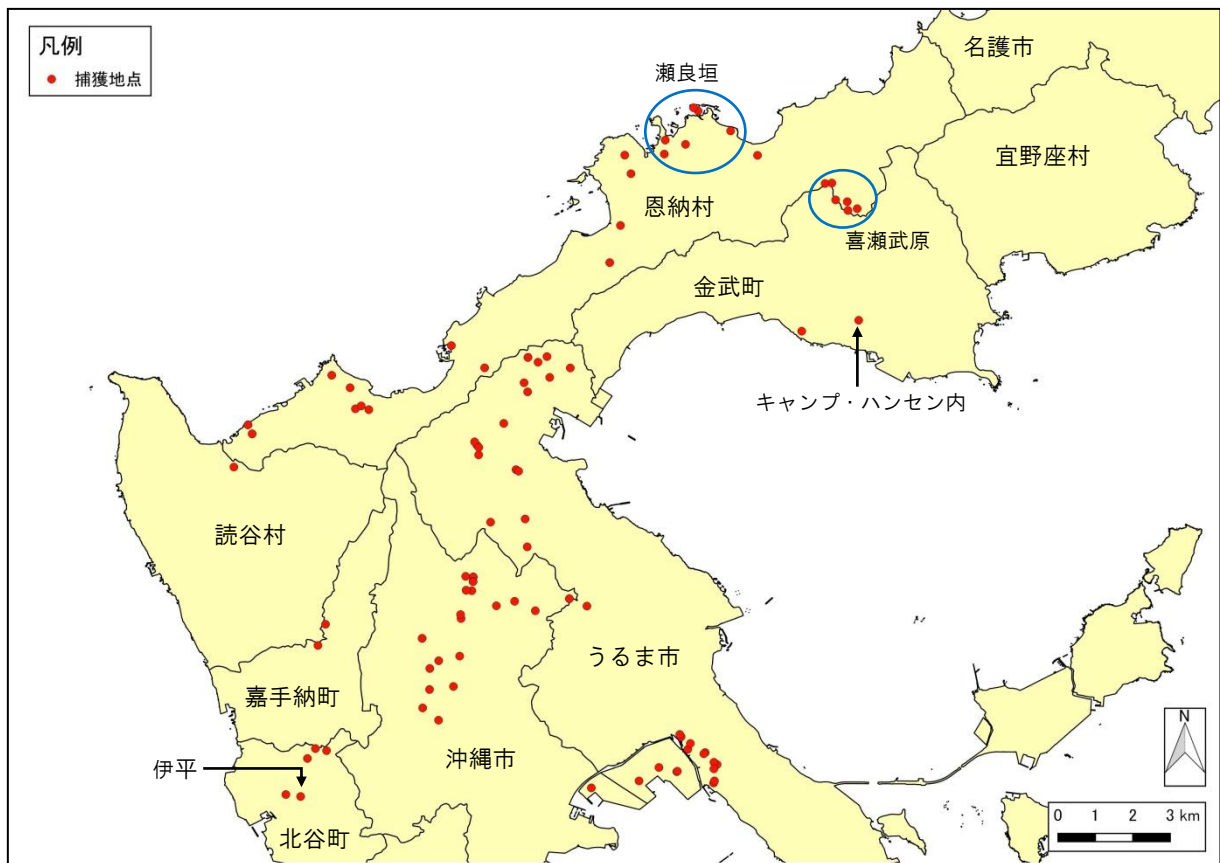 凡例
捕獲地点
名護市
瀬良垣
宜野座村
恩納村
喜瀬武原
金武町
キャンプ・ハンセン内
読谷村
うるま市
嘉手納町
沖縄市
伊平
北谷町
N
0 1 2 3 km